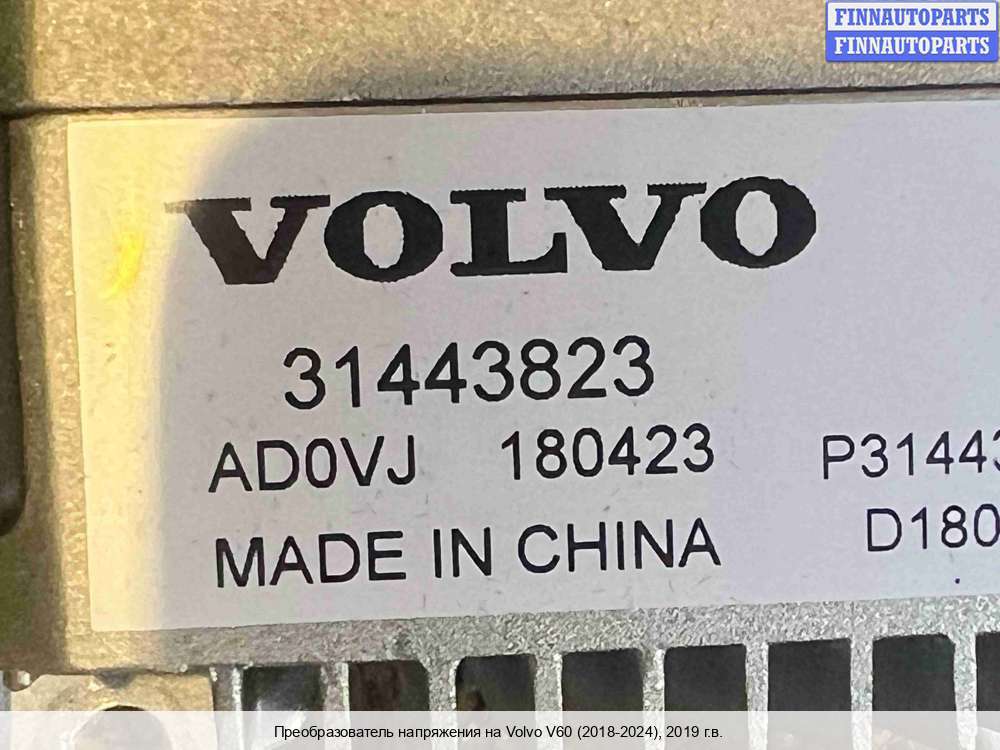 FINNAUTOPARTS
FINNAUTOPARTS
VOLVO
31443823
AD0VJ 180423 P31443
D180
MADE IN CHINA
Преобразователь напряжения на Volvo V60 (2018-2024), 2019 г.в.